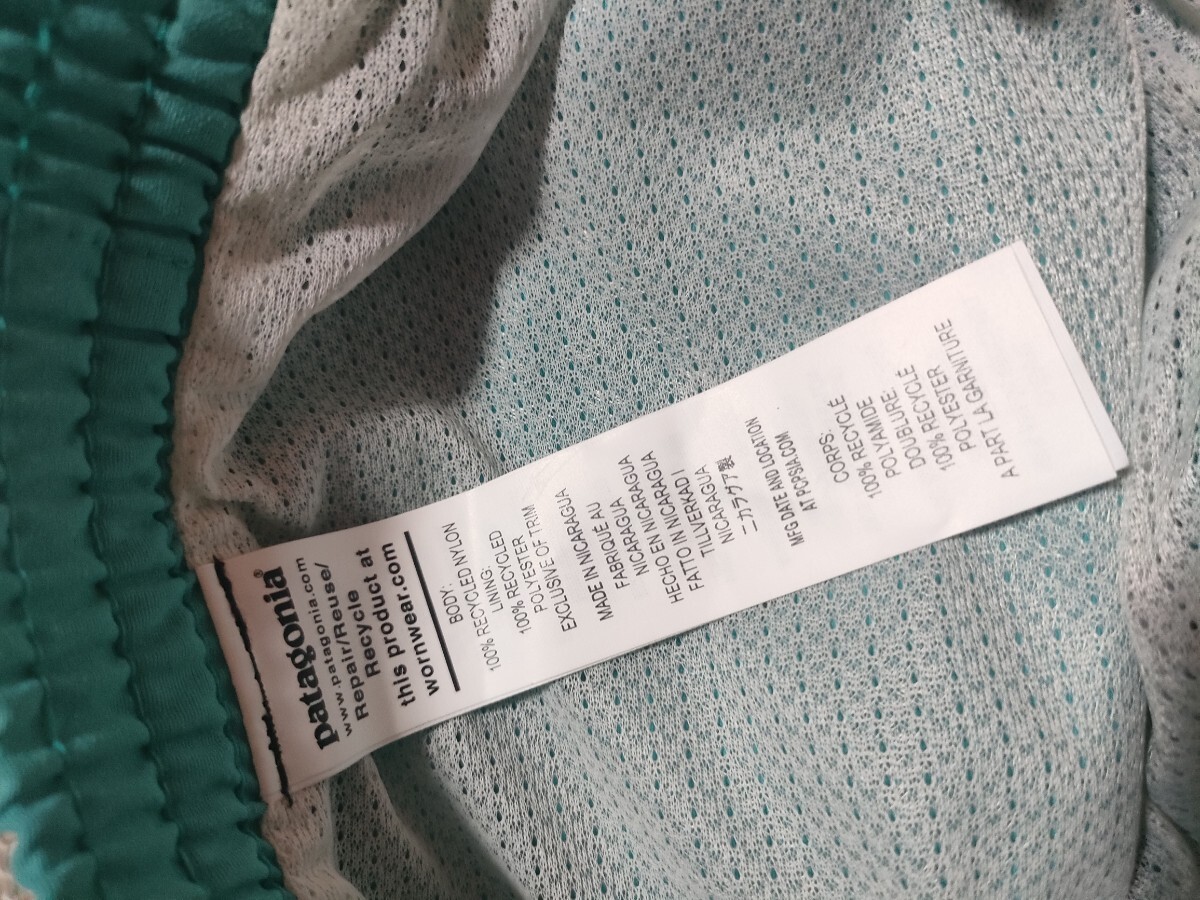 patagonia®
www.patagonia.com
Repair/Reuse/
Recycle
this product at
wornwear.com
BODY:
100% RECYCLED NYLON
LINING:
100% RECYCLED
POLYESTER
EXCLUSIVE OF TRIM
MADE IN NICARAGUA
FABRIQUÉ AU
NICARAGUA
HECHO EN NICARAGUA
FATTO IN NICARAGUA
TILLVERKAD I
NICARAGUA
ニカラグア製
MFG DATE AND LOCATION
AT POPSIA.COM
CORPS:
100% RECYCLÉ
POLYAMIDE
DOUBLURE:
100% RECYCLÉ
POLYESTER
A PART LA GARNITURE